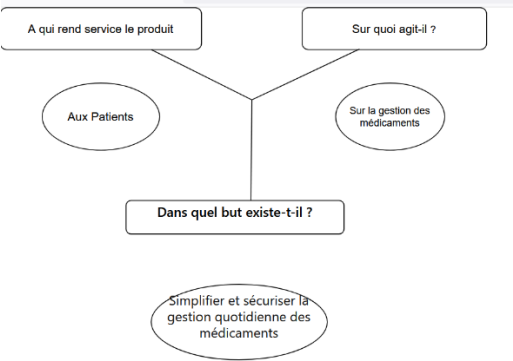 A qui rend service le produit
Sur quoi agit-il ?
Aux Patients
Sur la gestion des
médicaments
Dans quel but existe-t-il ?
Simplifier et sécuriser la
gestion quotidienne des
médicaments